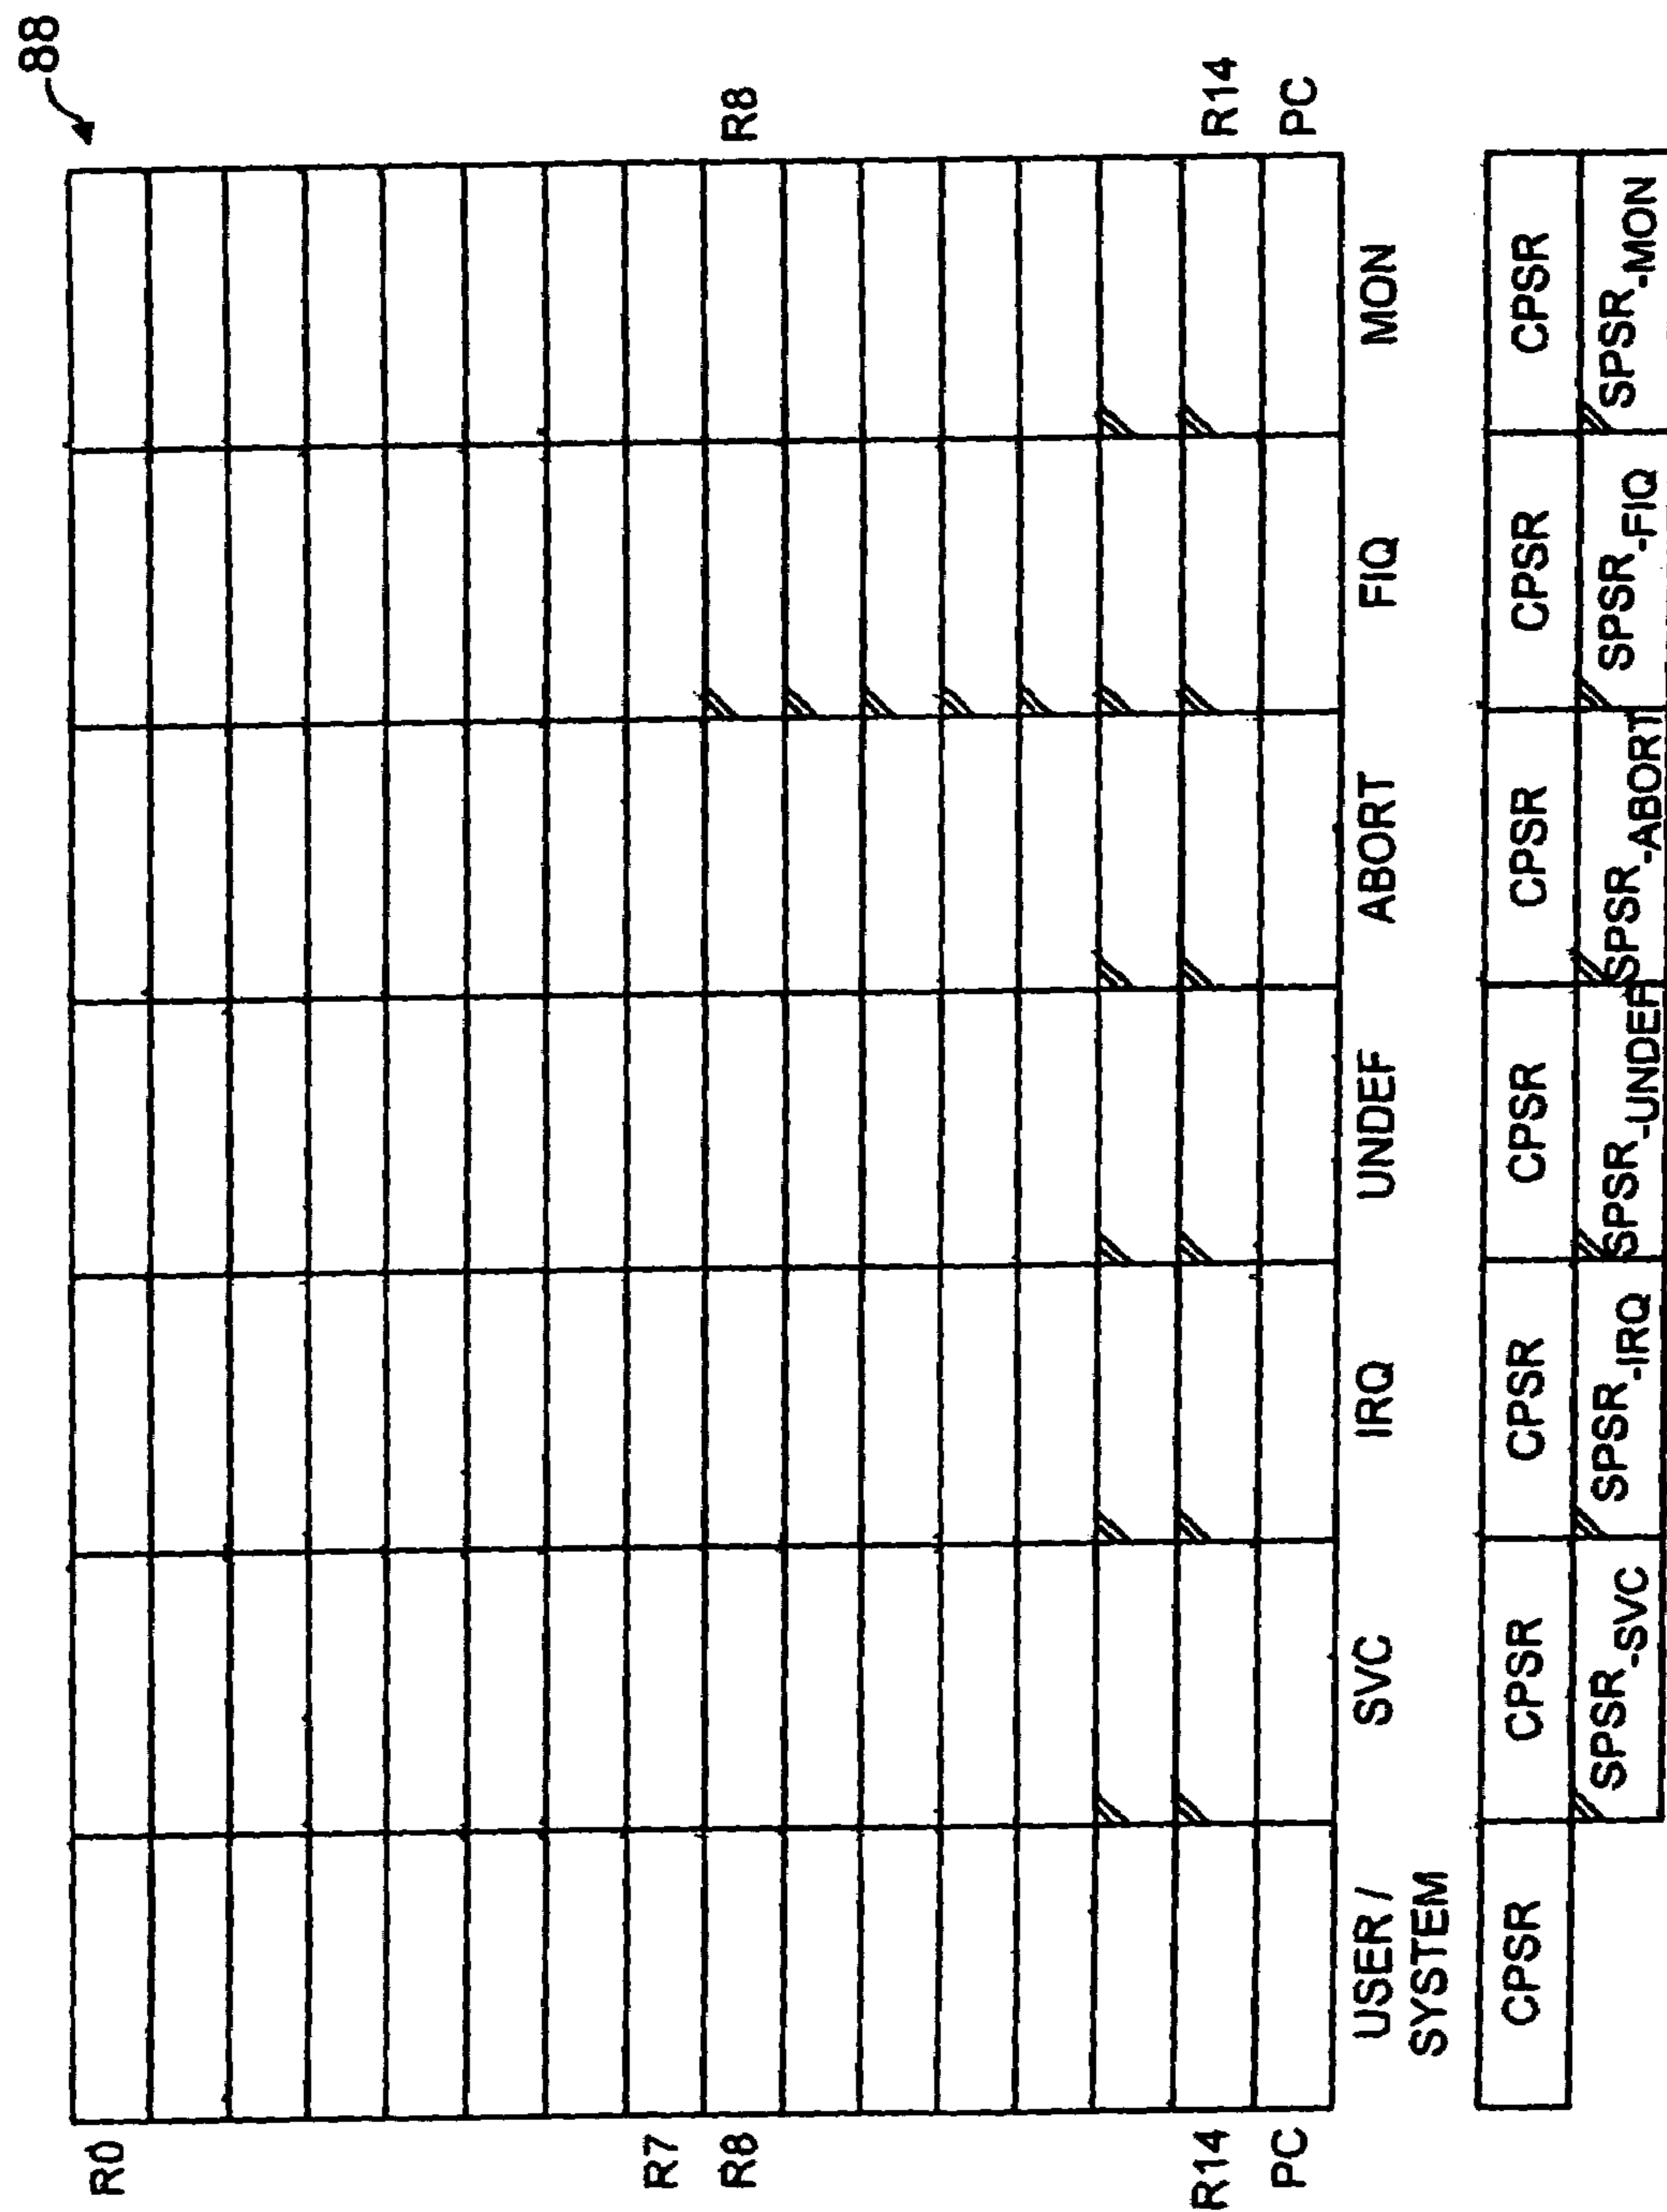 88
R0
R7
R8 R8
R14 R14
PC PC
USER / SYSTEM SVC IRQ UNDEF ABORT FIQ MON
CPSR CPSR CPSR CPSR CPSR CPSR CPSR
SPSR-SVC SPSR-IRQ SPSR-UNDEF SPSR-ABORT SPSR-FIQ SPSR-MON